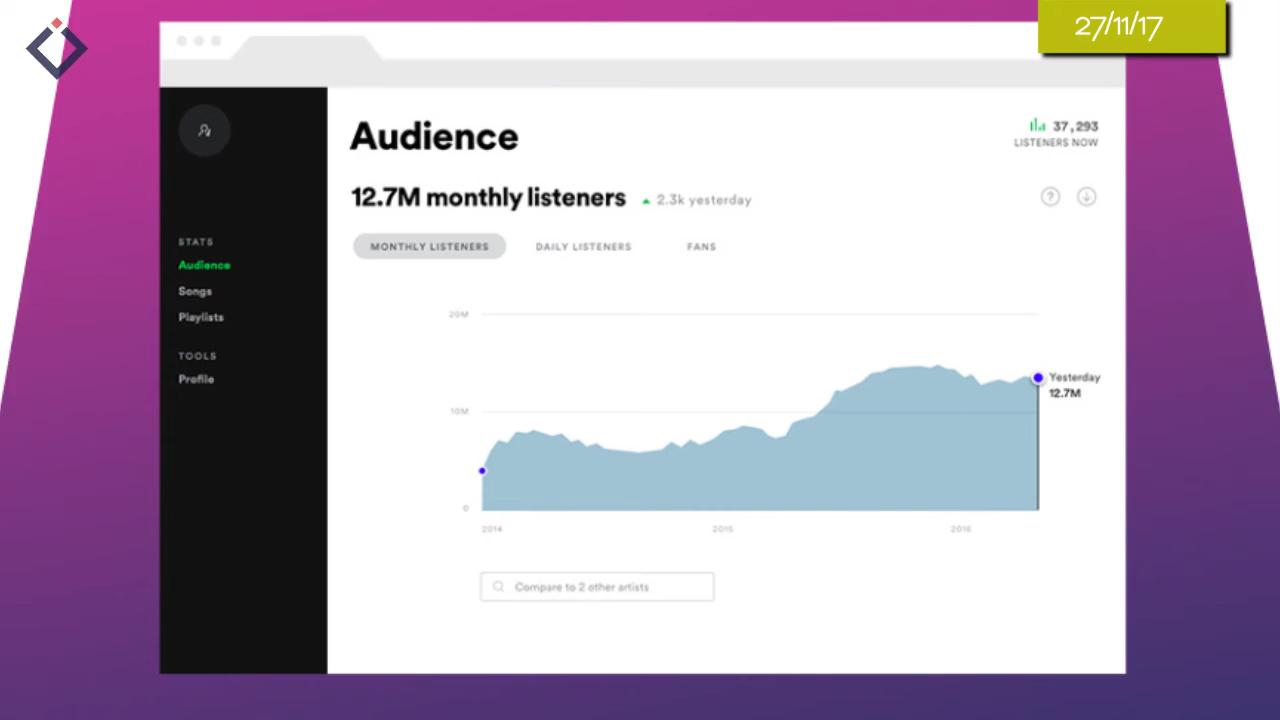 27/11/17
Audience
37,293
LISTENERS NOW
12.7M monthly listeners
2.3k yesterday
?
MONTHLY LISTENERS
DAILY LISTENERS
FANS
STATS
Audience
Songs
Playlists
TOOLS
Profile
20M
10M
0
Yesterday
12.7M
2014
2015
2016
Compare to 2 other artists